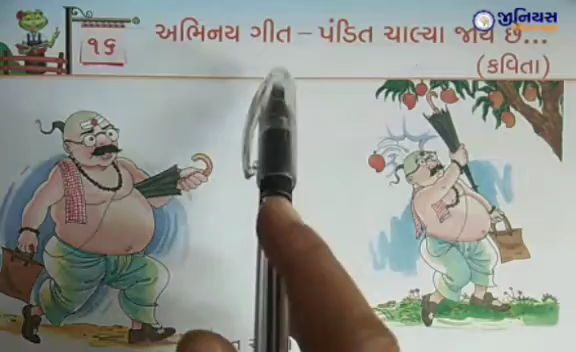 જીનિયસ
૧૬
અભિનય ગીત – પંડિત ચાલ્યા જાય છે...
(કવિતા)